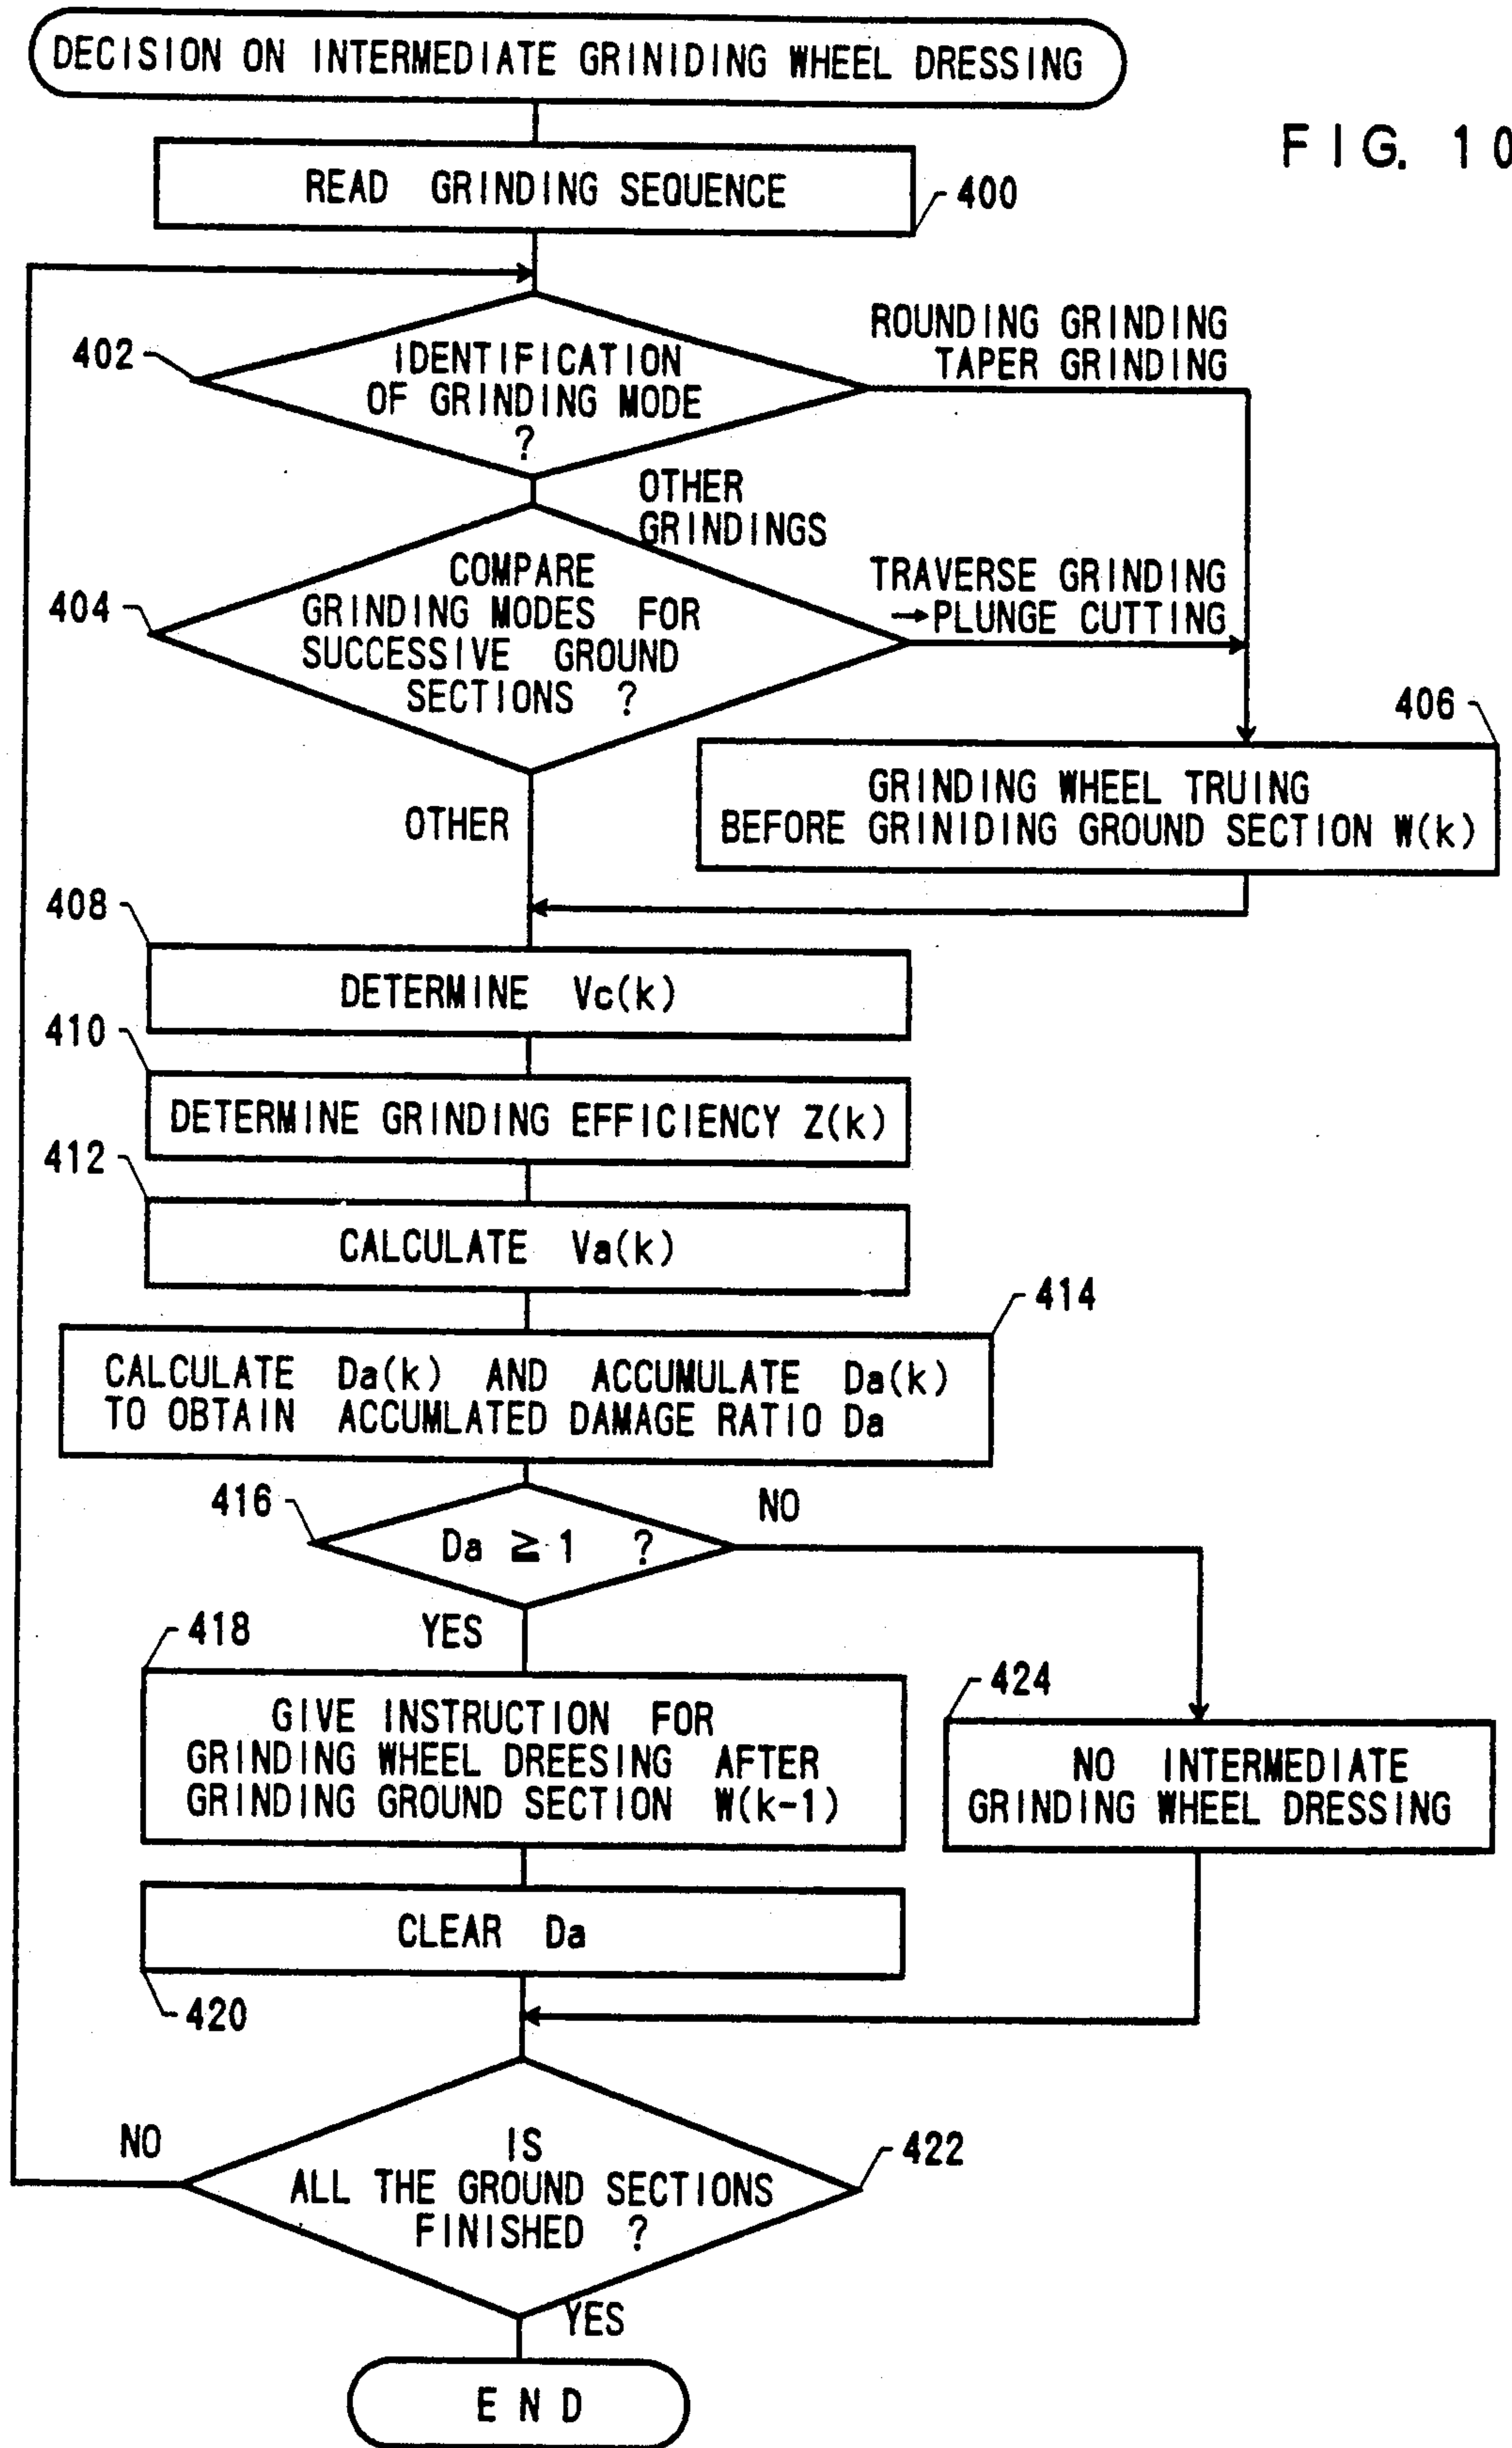 DECISION ON INTERMEDIATE GRINIDING WHEEL DRESSING
FIG. 10
READ GRINDING SEQUENCE
400
402
IDENTIFICATION
OF GRINDING MODE
?
ROUNDING GRINDING
TAPER GRINDING
OTHER
GRINDINGS
404
COMPARE
GRINDING MODES FOR
SUCCESSIVE GROUND
SECTIONS ?
TRAVERSE GRINDING
→PLUNGE CUTTING
406
GRINDING WHEEL TRUING
BEFORE GRINIDING GROUND SECTION W(k)
OTHER
408
DETERMINE Vc(k)
410
DETERMINE GRINDING EFFICIENCY Z(k)
412
CALCULATE Va(k)
414
CALCULATE Da(k) AND ACCUMULATE Da(k)
TO OBTAIN ACCUMLATED DAMAGE RATIO Da
416
Da ≧ 1 ?
NO
YES
418
GIVE INSTRUCTION FOR
GRINDING WHEEL DREESING AFTER
GRINDING GROUND SECTION W(k-1)
424
NO INTERMEDIATE
GRINDING WHEEL DRESSING
CLEAR Da
420
NO
IS
ALL THE GROUND SECTIONS
FINISHED ?
422
YES
END